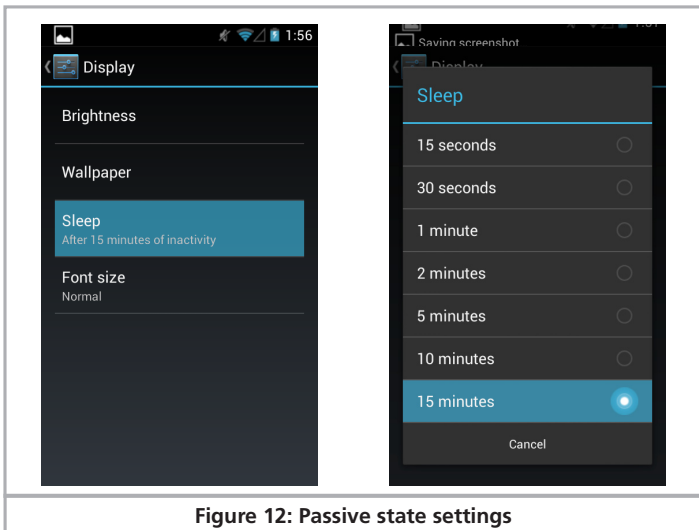 1:56
Display
Brightness
Wallpaper
Sleep
After 15 minutes of inactivity
Font size
Normal
Saving screenshot
Display
Sleep
15 seconds
30 seconds
1 minute
2 minutes
5 minutes
10 minutes
15 minutes
Cancel
Figure 12: Passive state settings